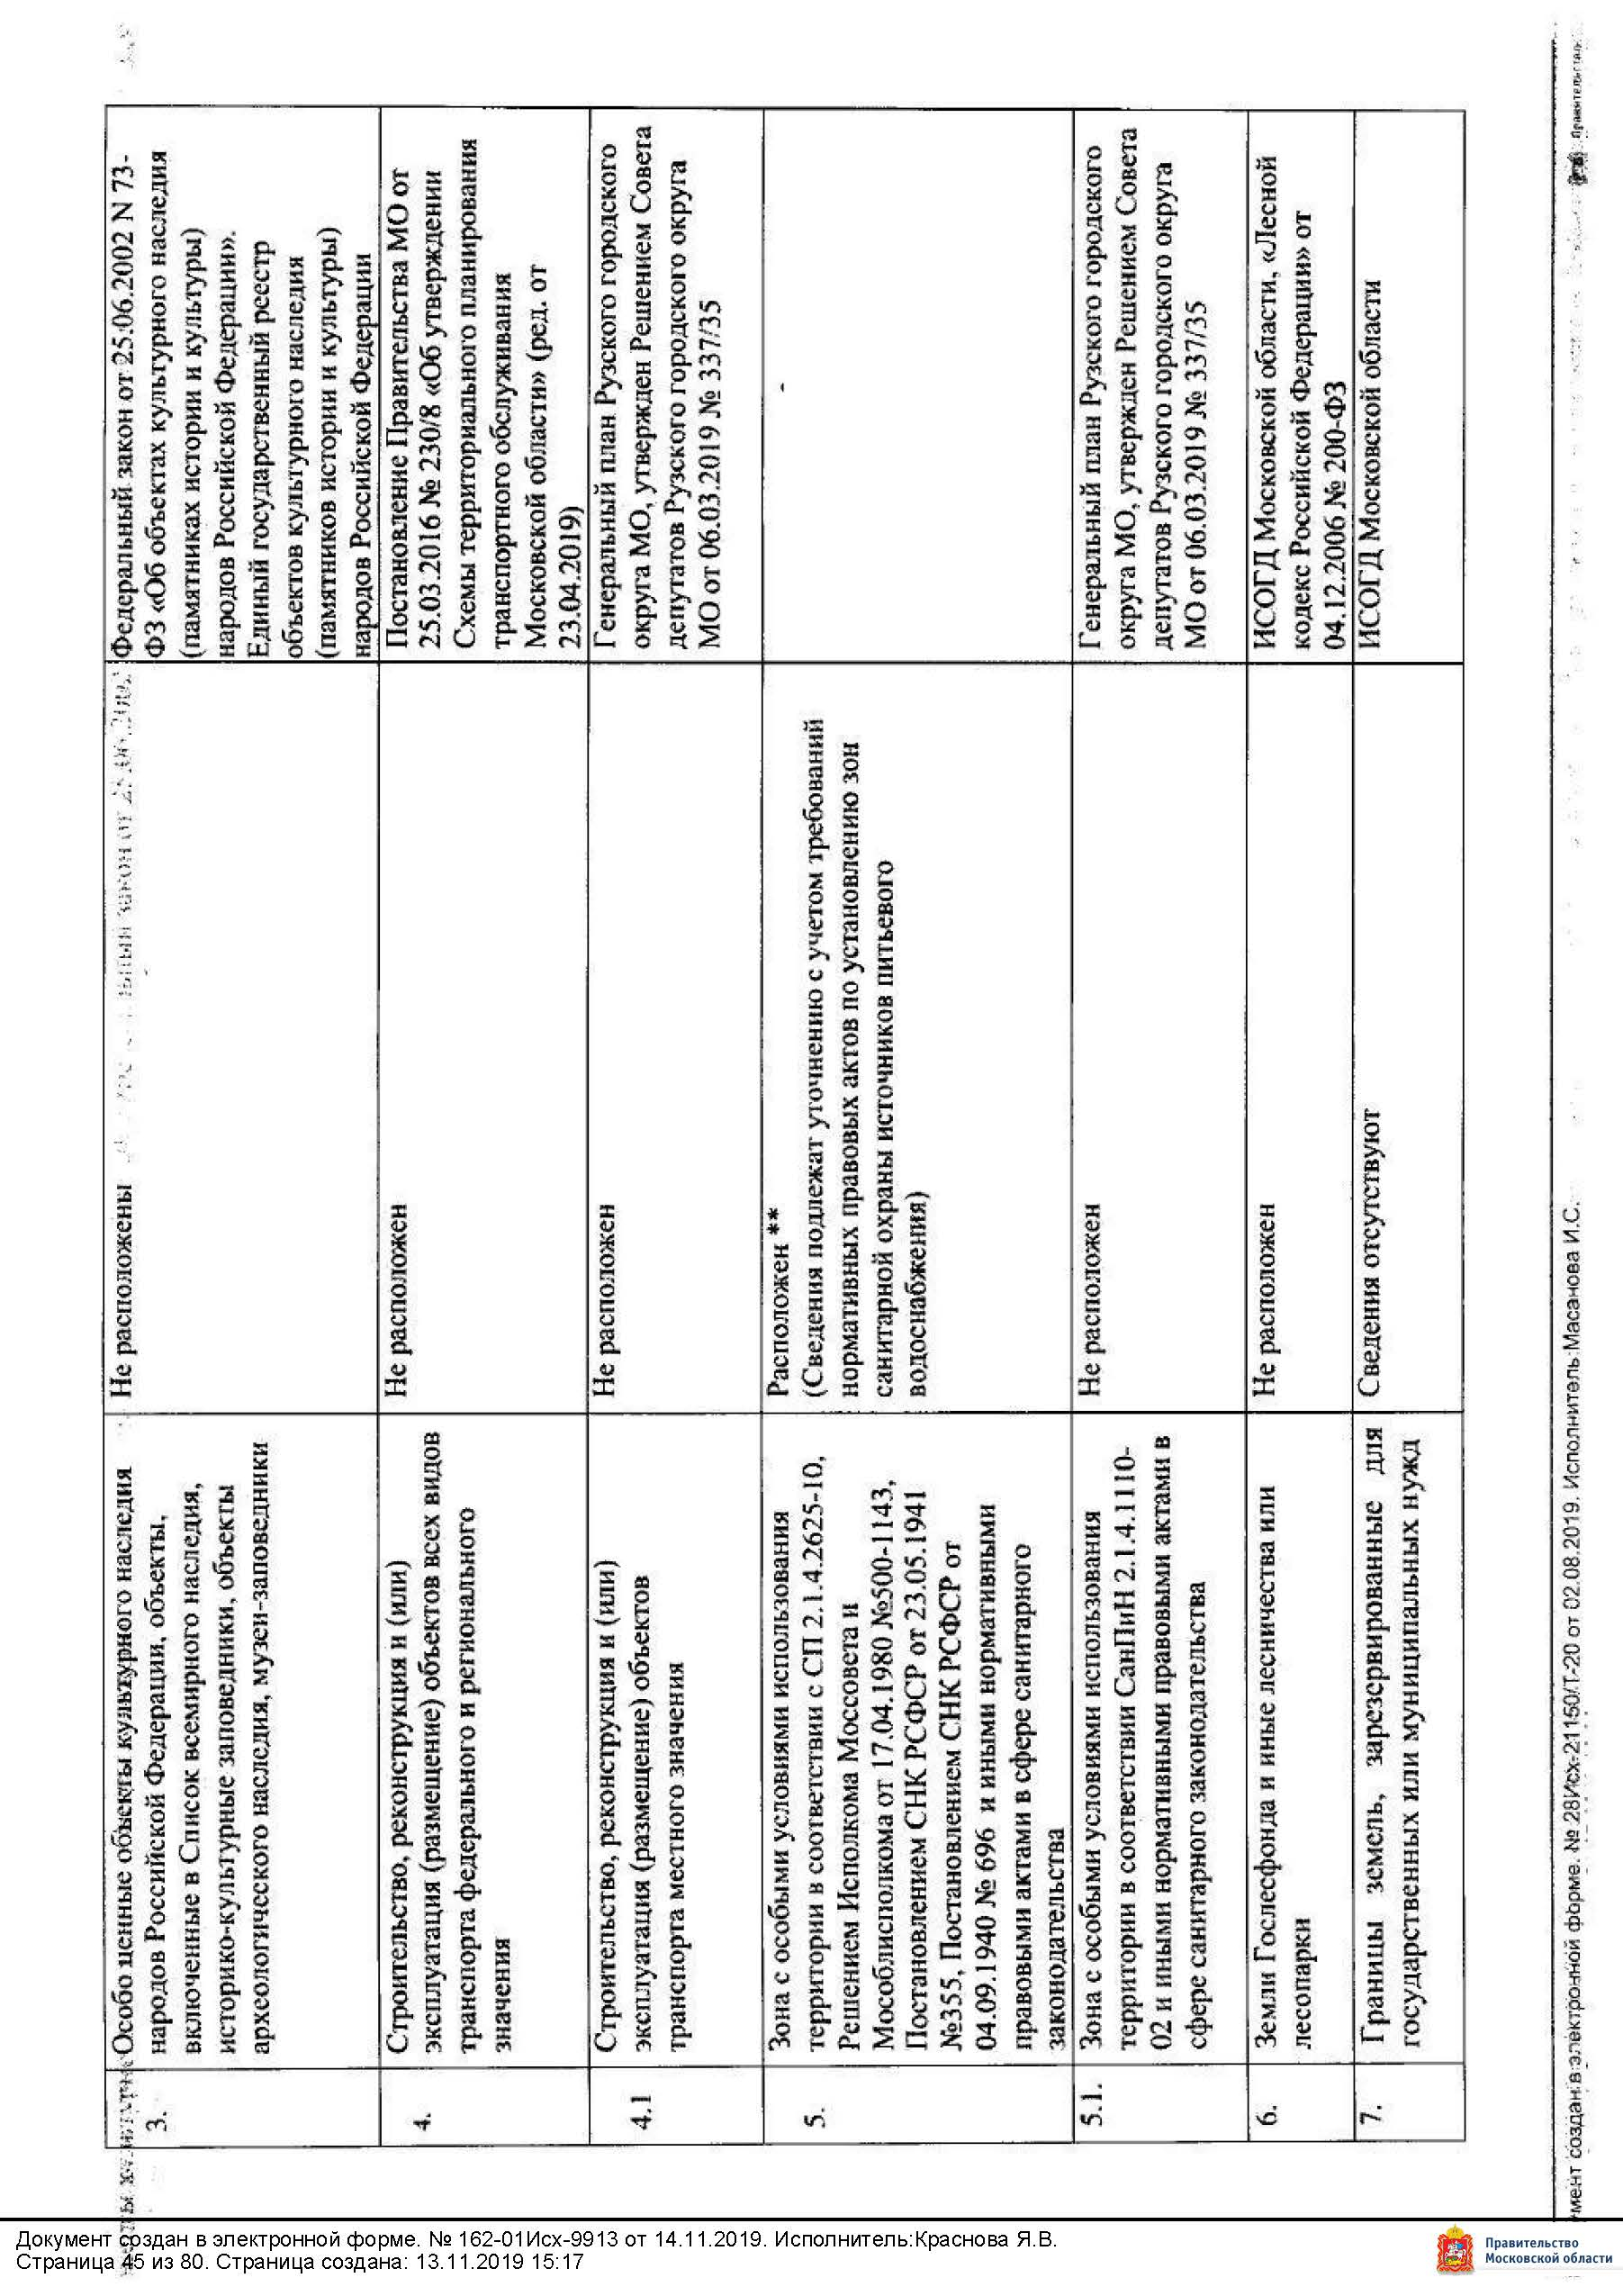 3.
Особо ценные объекты культурного наследия
народов Российской Федерации, объекты,
включенные в Список всемирного наследия,
историко-культурные заповедники, объекты
археологического наследия, музеи-заповедники
Не расположены
Федеральный закон от 25.06.2002 N 73-
ФЗ «Об объектах культурного наследия
(памятниках истории и культуры)
народов Российской Федерации».
Единый государственный реестр
объектов культурного наследия
(памятников истории и культуры)
народов Российской Федерации
4.
Строительство, реконструкция и (или)
эксплуатация (размещение) объектов всех видов
транспорта федерального и регионального
значения
Не расположен
Постановление Правительства МО от
25.03.2016 № 230/8 «Об утверждении
Схемы территориального планирования
транспортного обслуживания
Московской области» (ред. от
23.04.2019)
4.1
Строительство, реконструкция и (или)
эксплуатация (размещение) объектов
транспорта местного значения
Не расположен
Генеральный план Рузского городского
округа МО, утвержден Решением Совета
депутатов Рузского городского округа
МО от 06.03.2019 № 337/35
5.
Зона с особыми условиями использования
территории в соответствии с СП 2.1.4.2625-10,
Решением Исполкома Моссовета и
Мособлисполкома от 17.04.1980 №500-1143,
Постановлением СНК РСФСР от 23.05.1941
№355, Постановлением СНК РСФСР от
04.09.1940 № 696 и иными нормативными
правовыми актами в сфере санитарного
законодательства
Расположен **
(Сведения подлежат уточнению с учетом требований
нормативных правовых актов по установлению зон
санитарной охраны источников питьевого
водоснабжения)
-
5.1.
Зона с особыми условиями использования
территории в соответствии СанПиН 2.1.4.1110-
02 и иными нормативными правовыми актами в
сфере санитарного законодательства
Не расположен
Генеральный план Рузского городского
округа МО, утвержден Решением Совета
депутатов Рузского городского округа
МО от 06.03.2019 № 337/35
6.
Земли Гослесфонда и иные лесничества или
лесопарки
Не расположен
ИСОГД Московской области, «Лесной
кодекс Российской Федерации» от
04.12.2006 № 200-ФЗ
7.
Границы земель, зарезервированные для
государственных или муниципальных нужд
Сведения отсутствуют
ИСОГД Московской области
мент создан в электронной форме. № 28Исх-21150/Т-20 от 02.08.2019. Исполнитель:Масанова И.С.
Документ создан в электронной форме. № 162-01Исх-9913 от 14.11.2019. Исполнитель:Краснова Я.В.
Страница 45 из 80. Страница создана: 13.11.2019 15:17
Правительство
Московской области